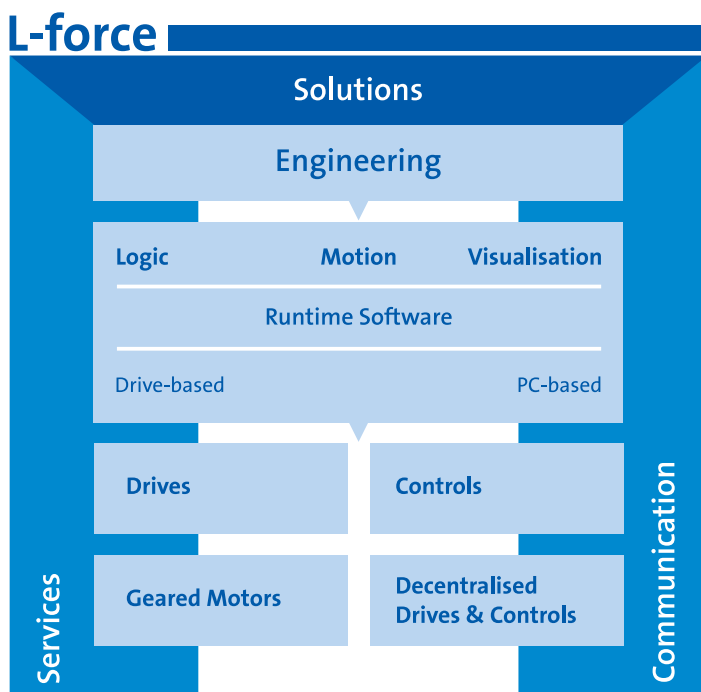 L-force
Solutions
Engineering
Logic
Motion
Visualisation
Runtime Software
Drive-based
PC-based
Drives
Controls
Geared Motors
Decentralised
Drives & Controls
Services
Communication